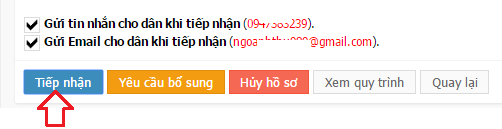 Gửi tin nhắn cho dân khi tiếp nhận ().
Gửi Email cho dân khi tiếp nhận (@gmail.com).
Tiếp nhận Yêu cầu bổ sung Hủy hồ sơ Xem quy trình Quay lại